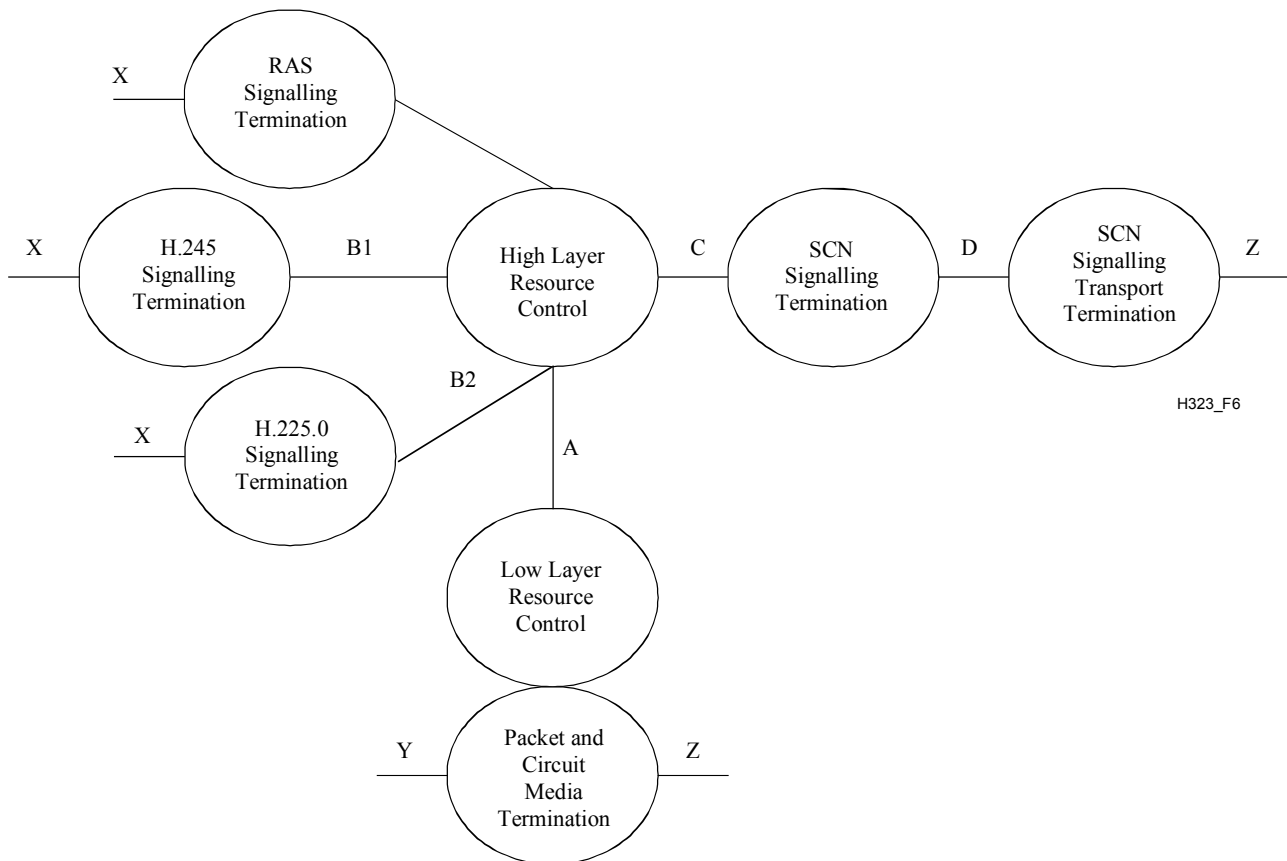 X
RAS
Signalling
Termination
X
H.245
Signalling
Termination
B1
High Layer
Resource
Control
C
SCN
Signalling
Termination
D
SCN
Signalling
Transport
Termination
Z
B2
H323_F6
X
H.225.0
Signalling
Termination
A
Low Layer
Resource
Control
Y
Packet and
Circuit
Media
Termination
Z